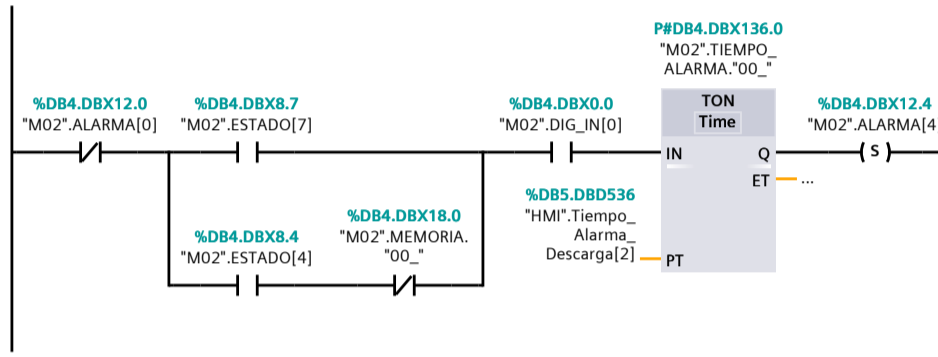 P#DB4.DBX136.0
"M02".TIEMPO_
ALARMA."00_"
%DB4.DBX12.0
"M02".ALARMA[0]
%DB4.DBX8.7
"M02".ESTADO[7]
%DB4.DBX0.0
"M02".DIG_IN[0]
TON
Time
%DB4.DBX12.4
"M02".ALARMA[4
IN
Q
S
ET
...
%DB5.DBD536
"HMI".Tiempo_
Alarma_
Descarga[2]
PT
%DB4.DBX8.4
"M02".ESTADO[4]
%DB4.DBX18.0
"M02".MEMORIA.
"00_"